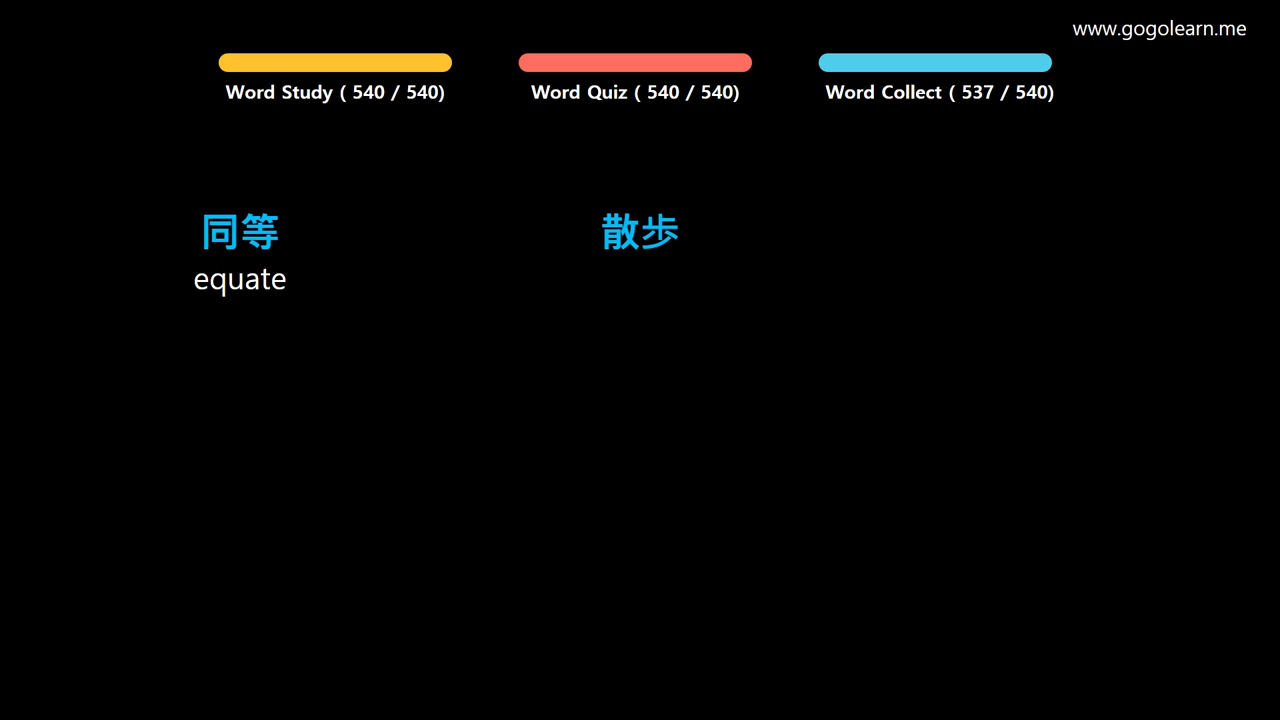 www.gogolearn.me
Word Study ( 540 / 540)
Word Quiz ( 540 / 540)
Word Collect ( 537 / 540)
同等
equate
散歩